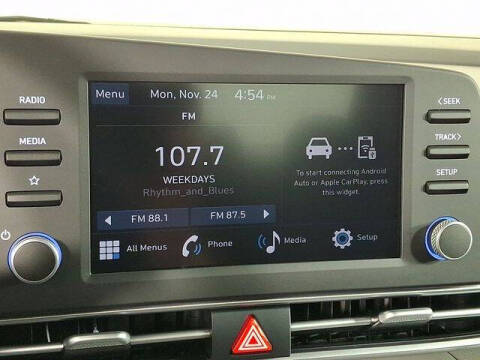 RADIO
MEDIA
Menu
Mon, Nov. 24
4:54 PM
FM
107.7
WEEKDAYS
Rhythm_and_Blues
FM 88.1
FM 87.5
To start connecting Android
Auto or Apple CarPlay, press
this widget.
All Menus
Phone
Media
Setup
< SEEK
TRACK >
SETUP